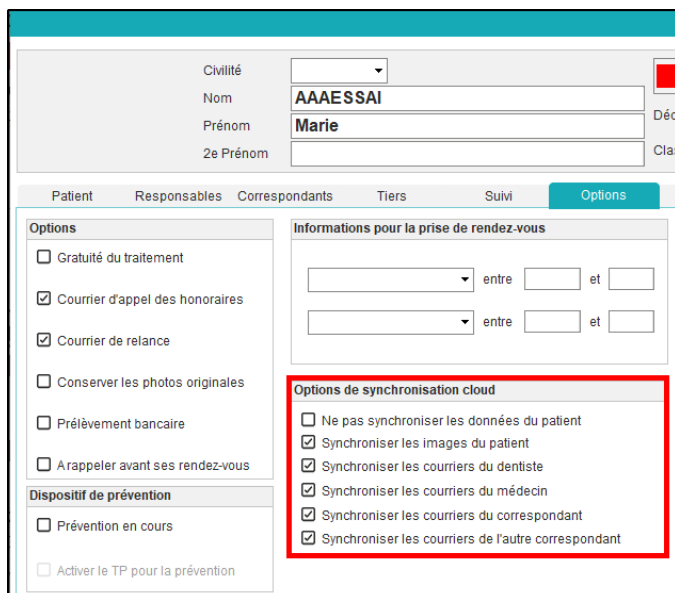 Civilité
Nom AAAESSAI
Prénom Marie
2e Prénom
Patient Responsables Correspondants Tiers Suivi Options
Options
Gratuité du traitement
Courrier d'appel des honoraires
Courrier de relance
Conserver les photos originales
Prélèvement bancaire
A rappeler avant ses rendez-vous
Dispositif de prévention
Prévention en cours
Activer le TP pour la prévention
Informations pour la prise de rendez-vous
entre et
entre et
Options de synchronisation cloud
Ne pas synchroniser les données du patient
Synchroniser les images du patient
Synchroniser les courriers du dentiste
Synchroniser les courriers du médecin
Synchroniser les courriers du correspondant
Synchroniser les courriers de l'autre correspondant